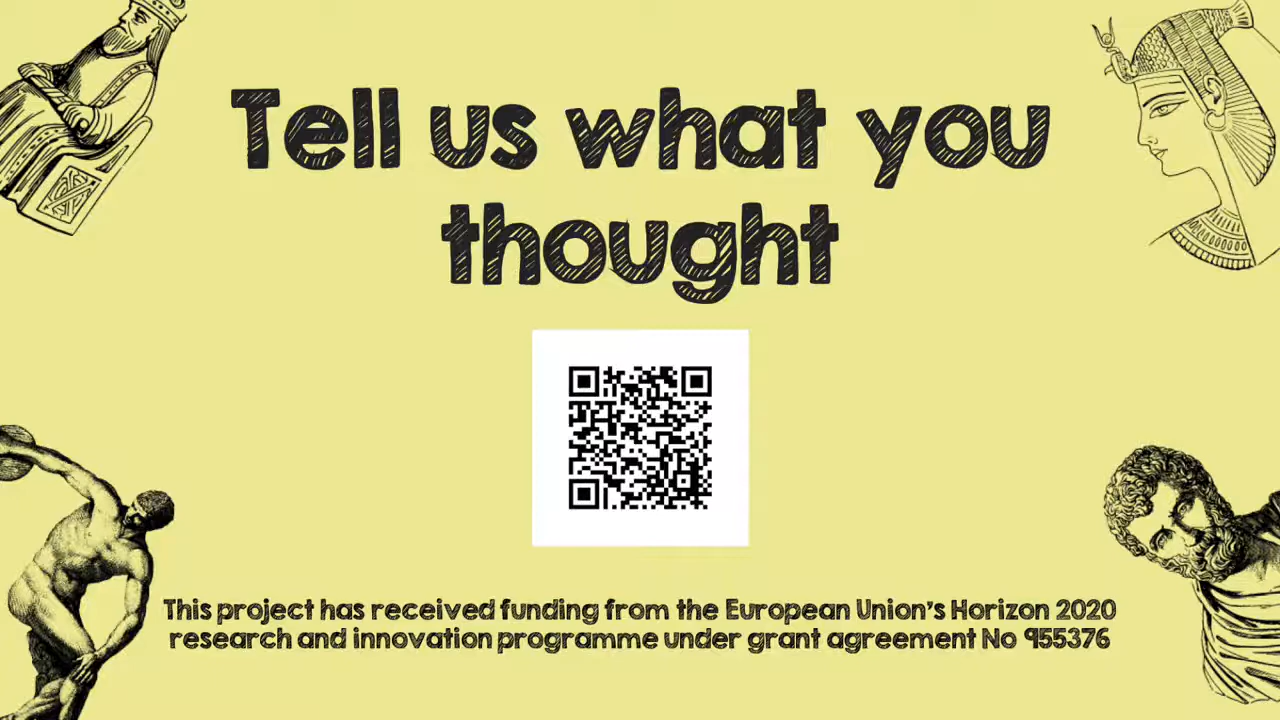 Tell us what you
thought
This project has received funding from the European Union's Horizon 2020
research and innovation programme under grant agreement No 955376